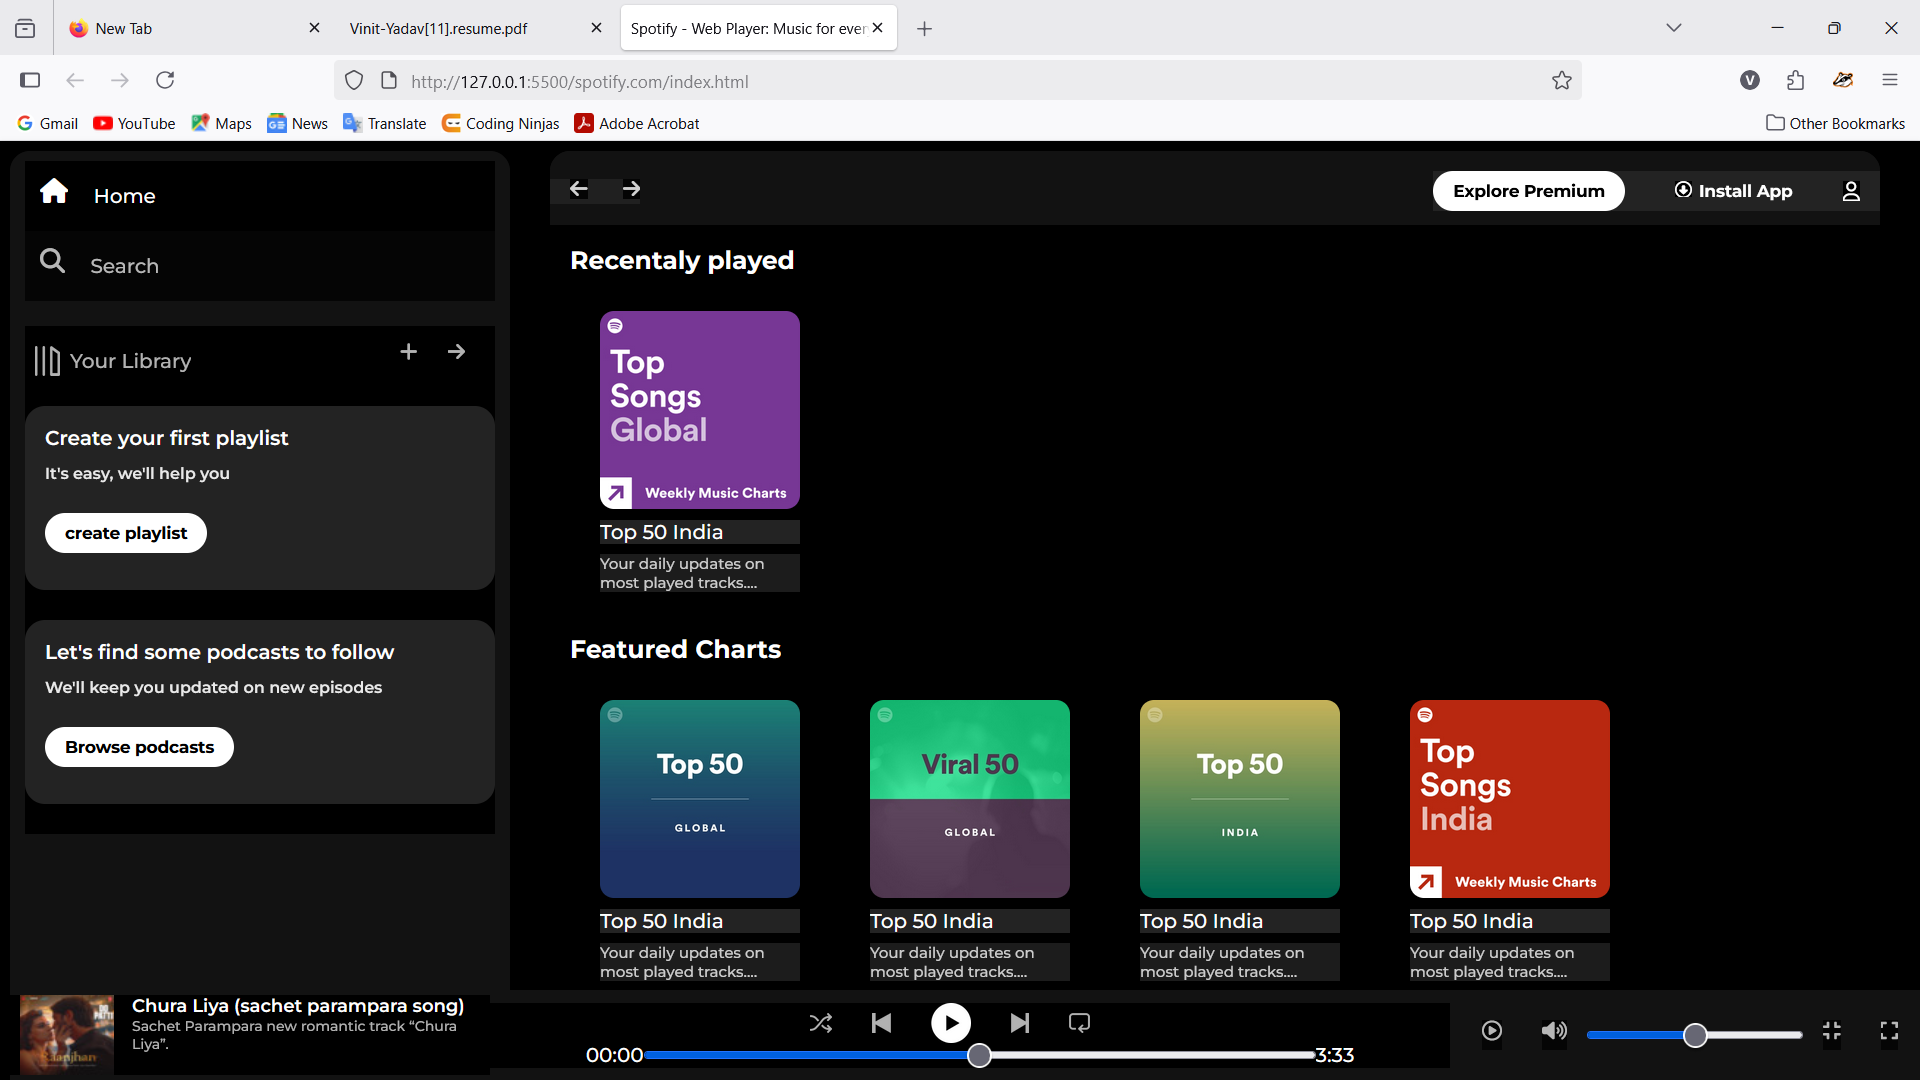 New Tab
Vinit-Yadav[11].resume.pdf
Spotify - Web Player: Music for ever
http://127.0.0.1:5500/spotify.com/index.html
V
Gmail
YouTube
Maps
News
Translate
Coding Ninjas
Adobe Acrobat
Other Bookmarks
Home
Search
Your Library
Create your first playlist
It's easy, we'll help you
create playlist
Let's find some podcasts to follow
We'll keep you updated on new episodes
Browse podcasts
Explore Premium
Install App
Recentaly played
Top
Songs
Global
Weekly Music Charts
Top 50 India
Your daily updates on
most played tracks....
Featured Charts
Top 50
GLOBAL
Top 50 India
Your daily updates on
most played tracks....
Viral 50
GLOBAL
Top 50 India
Your daily updates on
most played tracks....
Top 50
INDIA
Top 50 India
Your daily updates on
most played tracks....
Top
Songs
India
Weekly Music Charts
Top 50 India
Your daily updates on
most played tracks....
Raanjhan
Chura Liya (sachet parampara song)
Sachet Parampara new romantic track “Chura
Liya”.
00:00
3:33